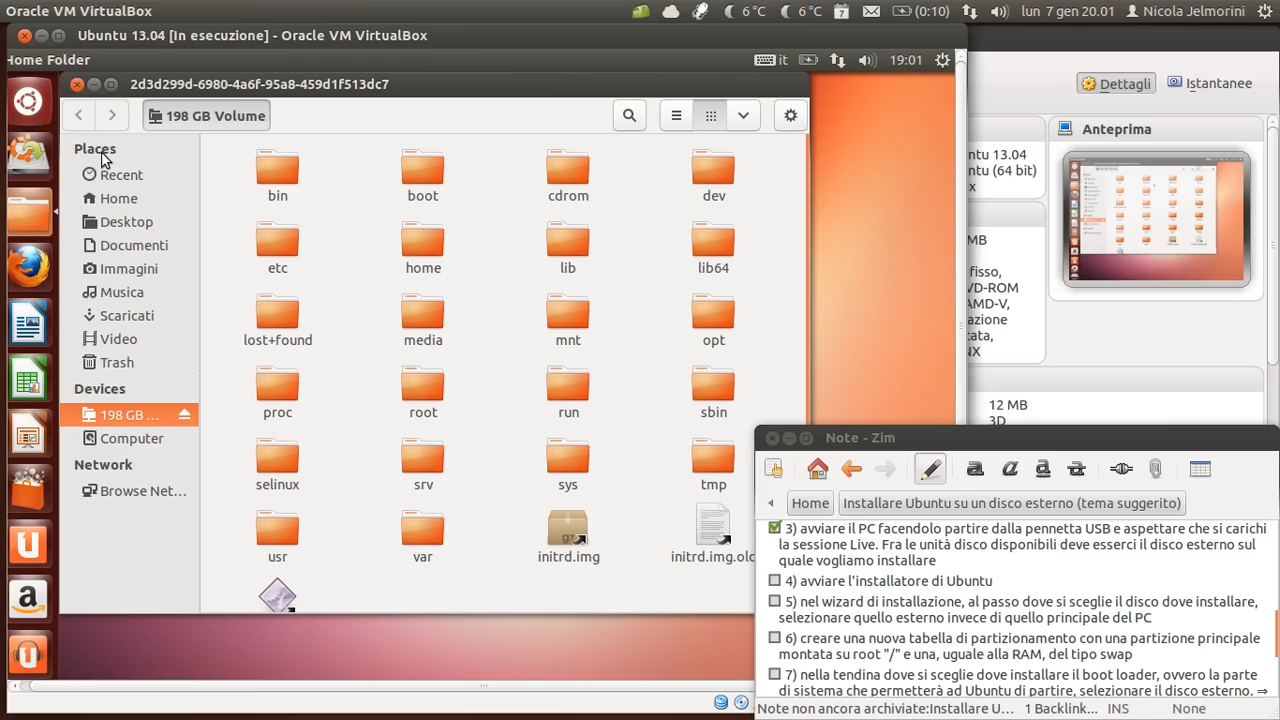 Oracle VM VirtualBox
6°C
6°C
7
(0:10)
lun 7 gen 20.01
Nicola Jelmorini
Ubuntu 13.04 [In esecuzione] - Oracle VM VirtualBox
Home Folder
it
19:01
2d3d299d-6980-4a6f-95a8-459d1f513dc7
198 GB Volume
Places
Recent
Home
Desktop
Documenti
Immagini
Musica
Scaricati
Video
Trash
Devices
198 GB ...
Computer
Network
Browse Net...
bin
boot
cdrom
dev
etc
home
lib
lib64
lost+found
media
mnt
opt
proc
root
run
sbin
selinux
srv
sys
tmp
usr
var
initrd.img
initrd.img.old
Dettagli
Istantanee
Anteprima
untu 13.04
untu (64 bit)
x
MB
fisso,
VD-ROM
AMD-V,
azione
cata,
NX
12 MB
3D
Note - Zim
a a a a
Home
Installare Ubuntu su un disco esterno (tema suggerito)
3) avviare il PC facendolo partire dalla pennetta USB e aspettare che si carichi
la sessione Live. Fra le unità disco disponibili deve esserci il disco esterno sul
quale vogliamo installare
4) avviare l'installatore di Ubuntu
5) nel wizard di installazione, al passo dove si sceglie il disco dove installare,
selezionare quello esterno invece di quello principale del PC
6) creare una nuova tabella di partizionamento con una partizione principale
montata su root "/" e una, uguale alla RAM, del tipo swap
7) nella tendina dove si sceglie dove installare il boot loader, ovvero la parte
di sistema che permetterà ad Ubuntu di partire, selezionare il disco esterno. ⇒
Note non ancora archiviate:Installare U...
1 Backlink...
INS
None